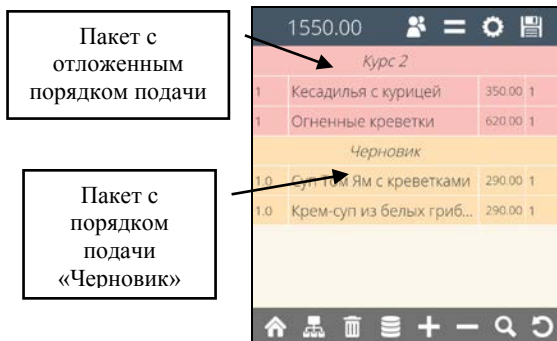 Пакет с
отложенным
порядком подачи
Пакет с
порядком
подачи
«Черновик»
1550.00
Курс 2
1 Кесадилья с курицей 350.00 1
1 Огненные креветки 620.00 1
Черновик
1.0 Суп Том Ям с креветками 290.00 1
1.0 Крем-суп из белых гриб... 290.00 1